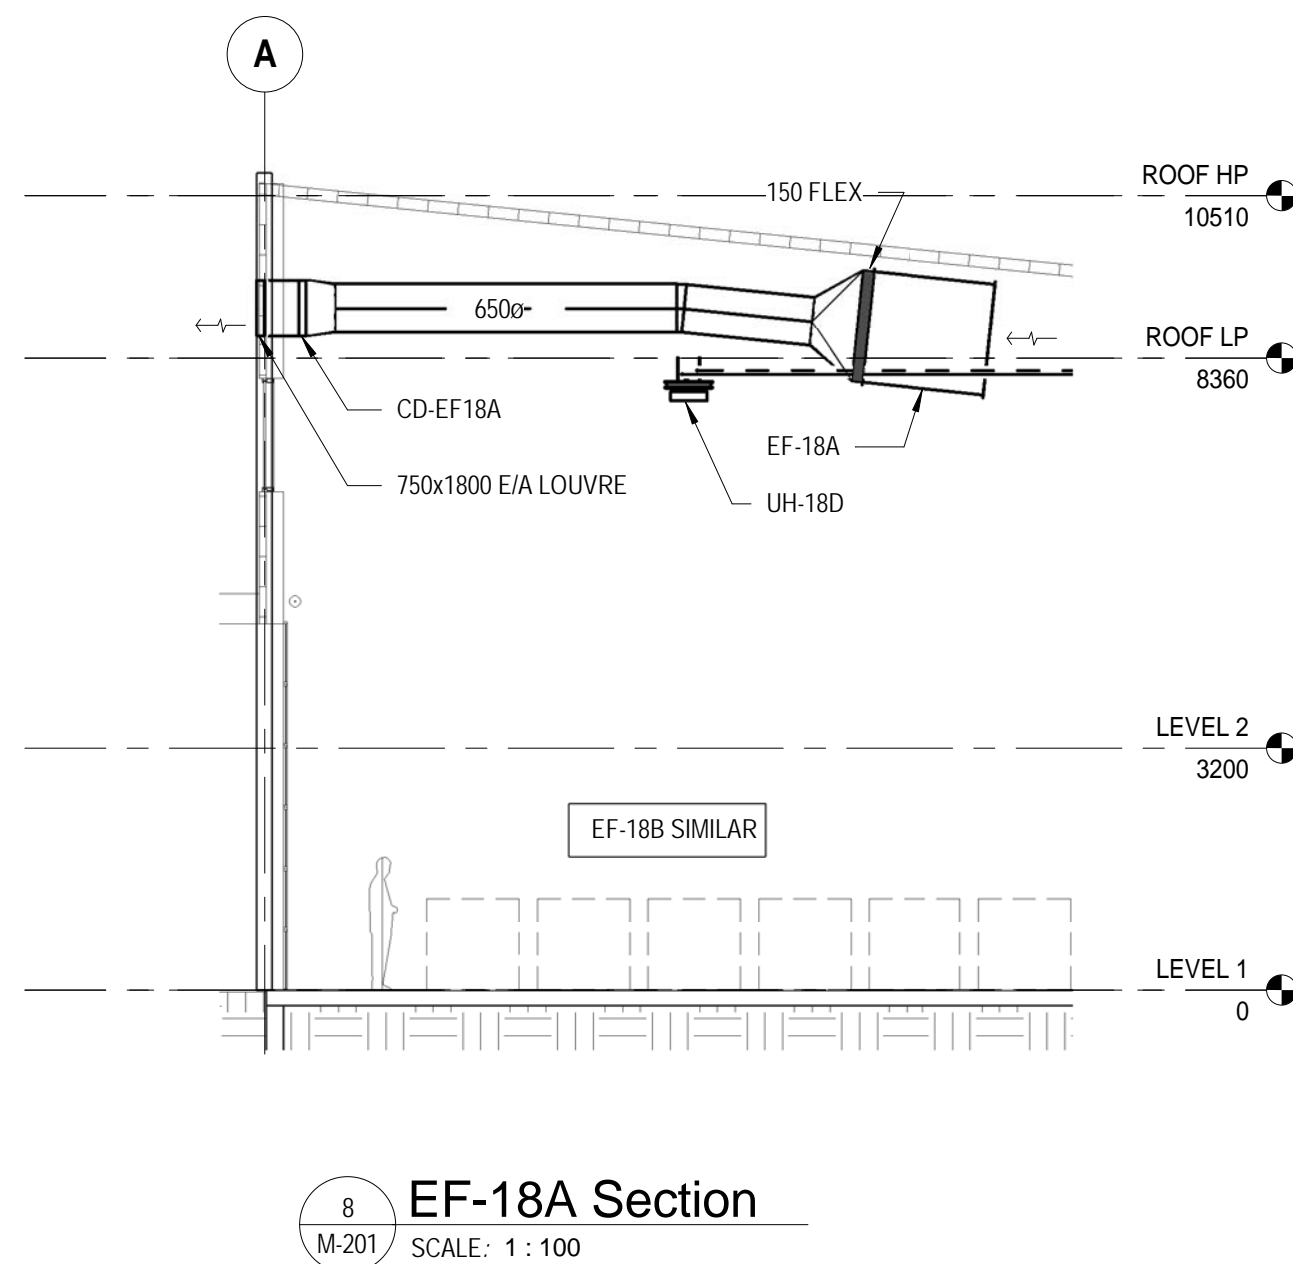 A
ROOF HP
10510
150 FLEX
650ø
ROOF LP
8360
CD-EF18A
EF-18A
750x1800 E/A LOUVRE
UH-18D
LEVEL 2
3200
EF-18B SIMILAR
LEVEL 1
0
8
M-201
EF-18A Section
SCALE: 1 : 100